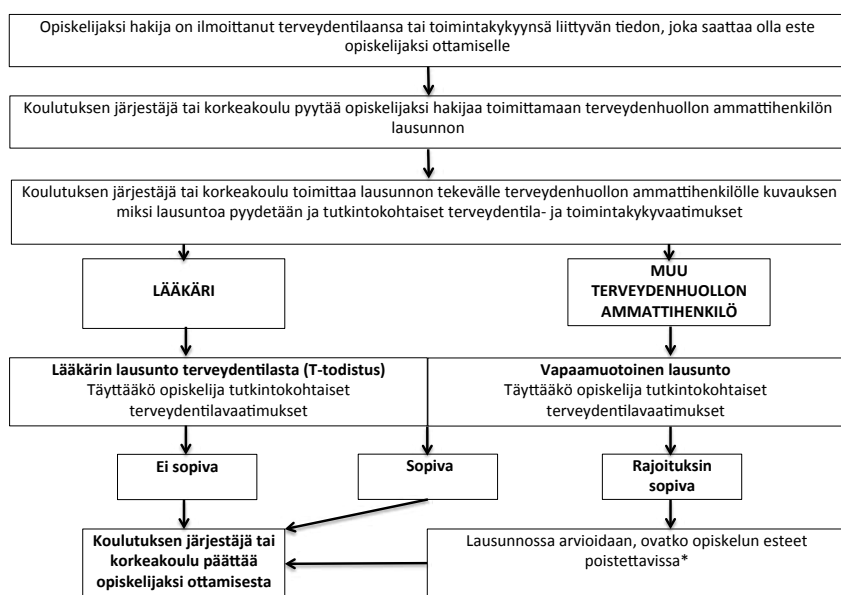 Opiskelijaksi hakija on ilmoittanut terveydentilaansa tai toimintakykyynsä liittyvän tiedon, joka saattaa olla este
opiskelijaksi ottamiselle
Koulutuksen järjestäjä tai korkeakoulu pyytää opiskelijaksi hakijaa toimittamaan terveydenhuollon ammattihenkilön
lausunnon
Koulutuksen järjestäjä tai korkeakoulu toimittaa lausunnon tekevälle terveydenhuollon ammattihenkilölle kuvauksen
miksi lausuntoa pyydetään ja tutkintokohtaiset terveydentila- ja toimintakykyvaatimukset
LÄÄKÄRI
MUU
TERVEYDENHUOLLON
AMMATTIHENKILÖ
Lääkärin lausunto terveydentilasta (T-todistus)
Täyttääkö opiskelija tutkintokohtaiset
terveydentilavaatimukset
Vapaamuotoinen lausunto
Täyttääkö opiskelija tutkintokohtaiset
terveydentilavaatimukset
Ei sopiva
Sopiva
Rajoituksin
sopiva
Koulutuksen järjestäjä tai
korkeakoulu päättää
opiskelijaksi ottamisesta
Lausunnossa arvioidaan, ovatko opiskelun esteet
poistettavissa*